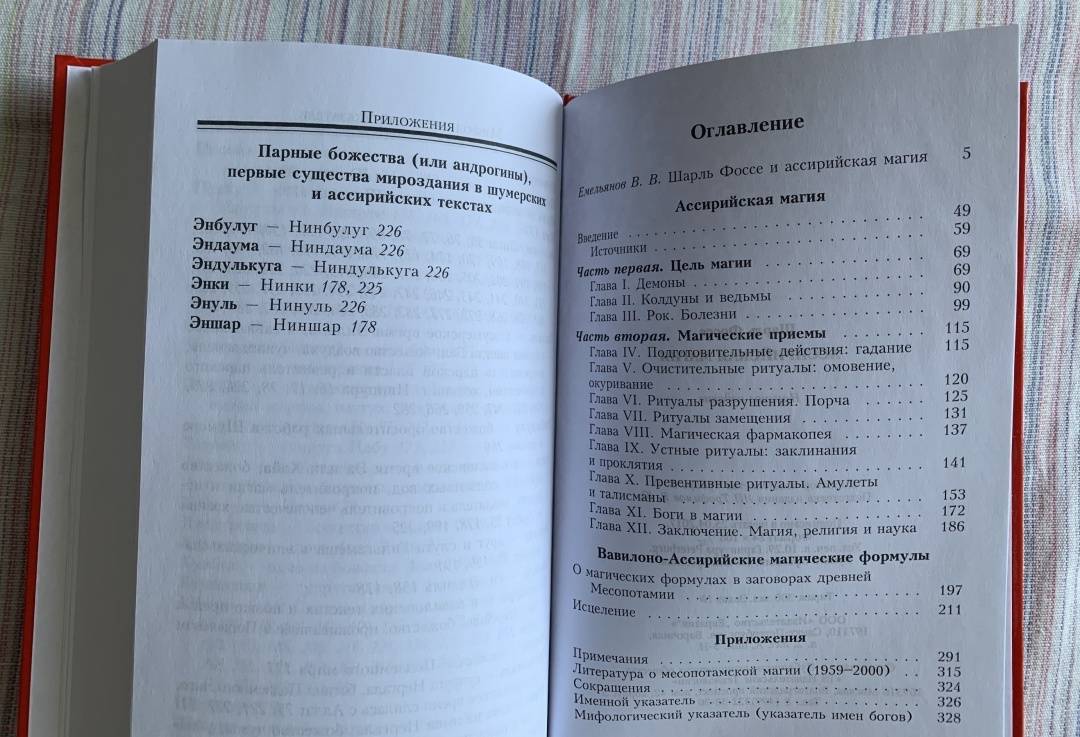 Приложения
Парные божества (или андрогины),
первые существа мироздания в шумерских
и ассирийских текстах
Энбулуг — Нинбулуг 226
Эндаума — Ниндаума 226
Эндулькуга — Ниндулькуга 226
Энки — Нинки 178, 225
Энуль — Нинуль 226
Эншар — Ниншар 178
Оглавление
Емельянов В. В. Шарль Фоссе и ассирийская магия 5
Ассирийская магия
Введение 49
Источники 59
Часть первая. Цель магии 69
Глава I. Демоны 69
Глава II. Колдуны и ведьмы 90
Глава III. Рок. Болезни 99
Часть вторая. Магические приемы 115
Глава IV. Подготовительные действия: гадание 115
Глава V. Очистительные ритуалы: омовение,
окуривание 120
Глава VI. Ритуалы разрушения. Порча 125
Глава VII. Ритуалы замещения 131
Глава VIII. Магическая фармакопея 137
Глава IX. Устные ритуалы: заклинания
и проклятия 141
Глава X. Превентивные ритуалы. Амулеты
и талисманы 153
Глава XI. Боги в магии 172
Глава XII. Заключение. Магия, религия и наука 186
Вавилоно-Ассирийские магические формулы
О магических формулах в заговорах древней
Месопотамии 197
Исцеление 211
Приложения
Примечания 291
Литература о месопотамской магии (1959–2000) 315
Сокращения 324
Именной указатель 326
Мифологический указатель (указатель имен богов) 328